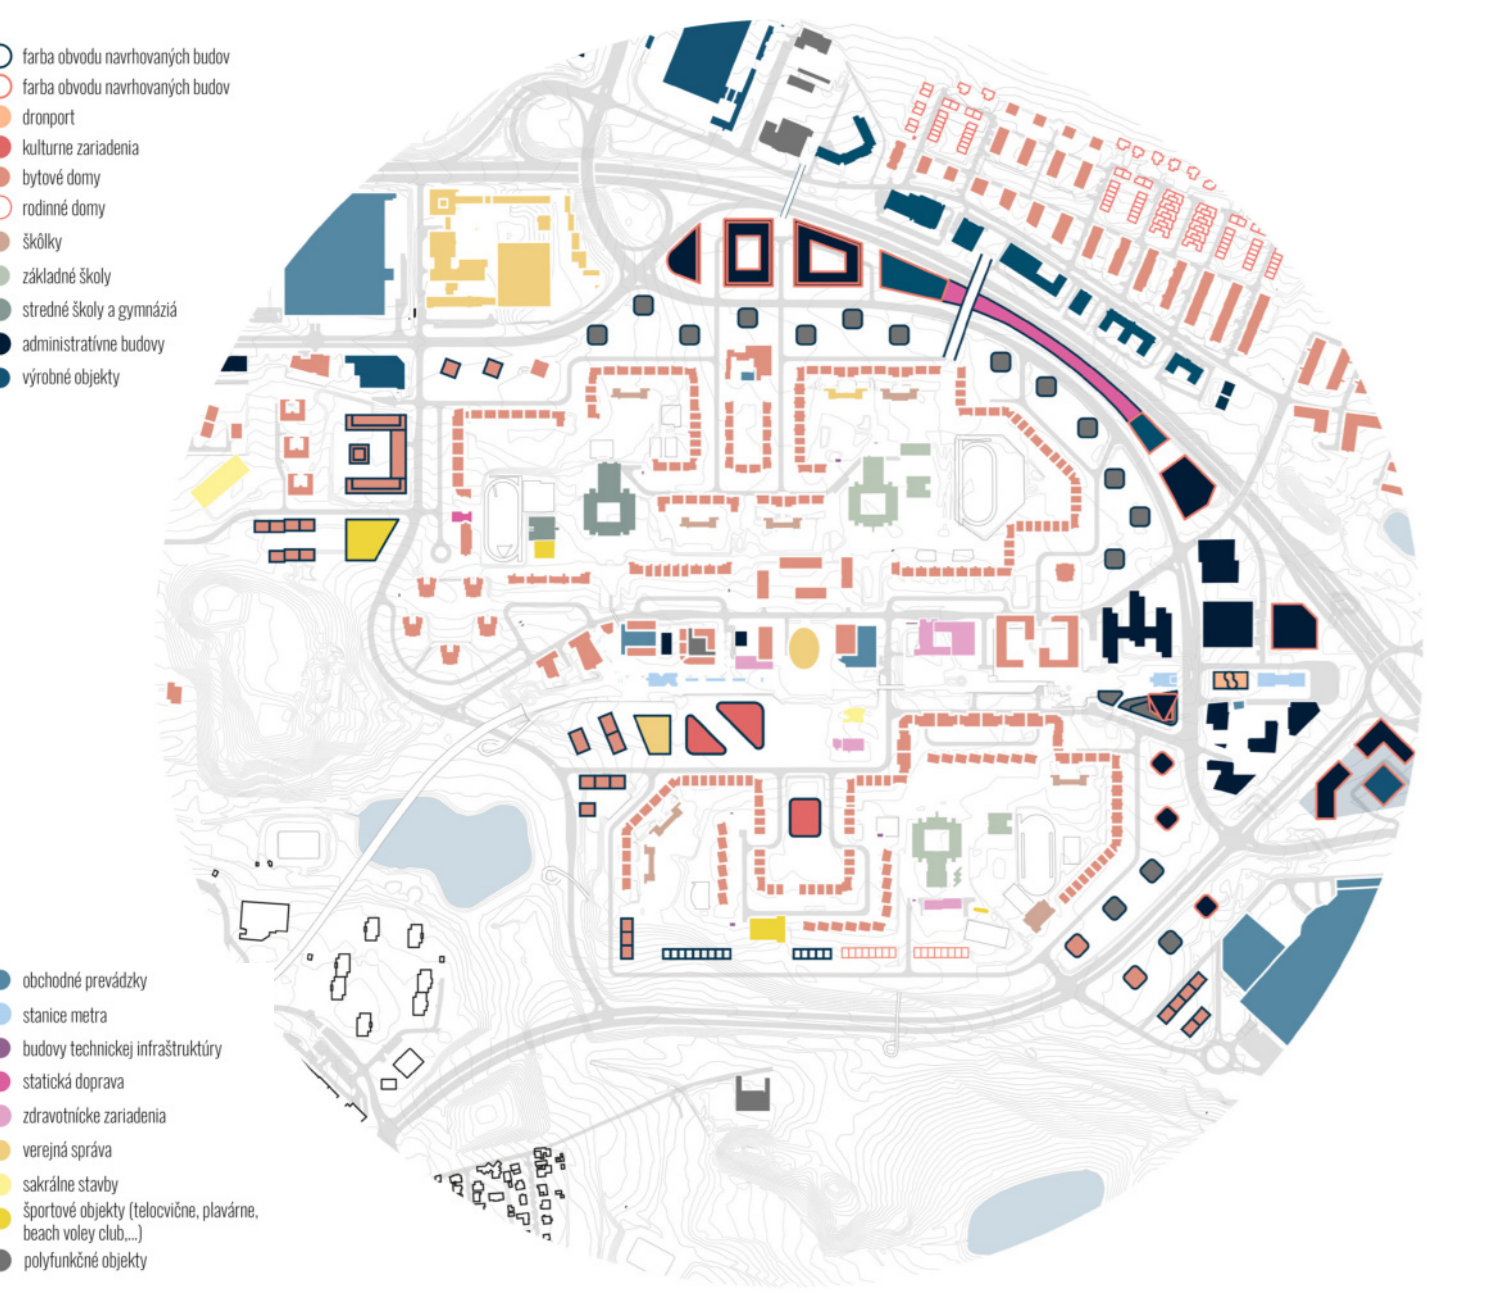 farba obvodu navrhovaných budov
farba obvodu navrhovaných budov
dronport
kulturne zariadenia
bytové domy
rodinné domy
škôlky
základné školy
stredné školy a gymnáziá
administratívne budovy
výrobné objekty
obchodné prevádzky
stanice metra
budovy technickej infraštruktúry
statická doprava
zdravotnícke zariadenia
verejná správa
sakrálne stavby
športové objekty (telocvične, plavárne,
beach voley club,...)
polyfunkčné objekty